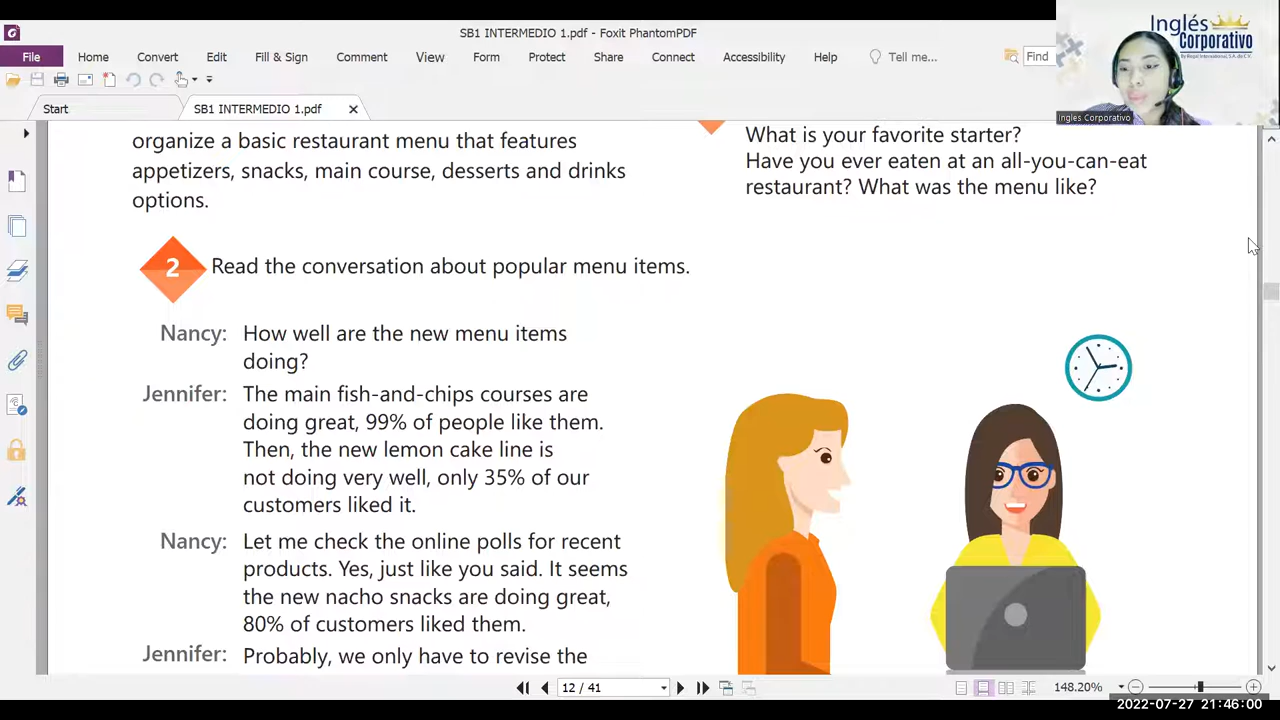 SB1 INTERMEDIO 1.pdf - Foxit PhantomPDF
File Home Convert Edit Fill & Sign Comment View Form Protect Share Connect Accessibility Help Tell me... Find
Start SB1 INTERMEDIO 1.pdf
Inglés
Corporativo
By Regio International, S.A. de C.V.
Ingles Corporativo
organize a basic restaurant menu that features
appetizers, snacks, main course, desserts and drinks
options.
What is your favorite starter?
Have you ever eaten at an all-you-can-eat
restaurant? What was the menu like?
2 Read the conversation about popular menu items.
Nancy: How well are the new menu items
doing?
Jennifer: The main fish-and-chips courses are
doing great, 99% of people like them.
Then, the new lemon cake line is
not doing very well, only 35% of our
customers liked it.
Nancy: Let me check the online polls for recent
products. Yes, just like you said. It seems
the new nacho snacks are doing great,
80% of customers liked them.
Jennifer: Probably, we only have to revise the
12 / 41
148.20%
2022-07-27 21:46:00